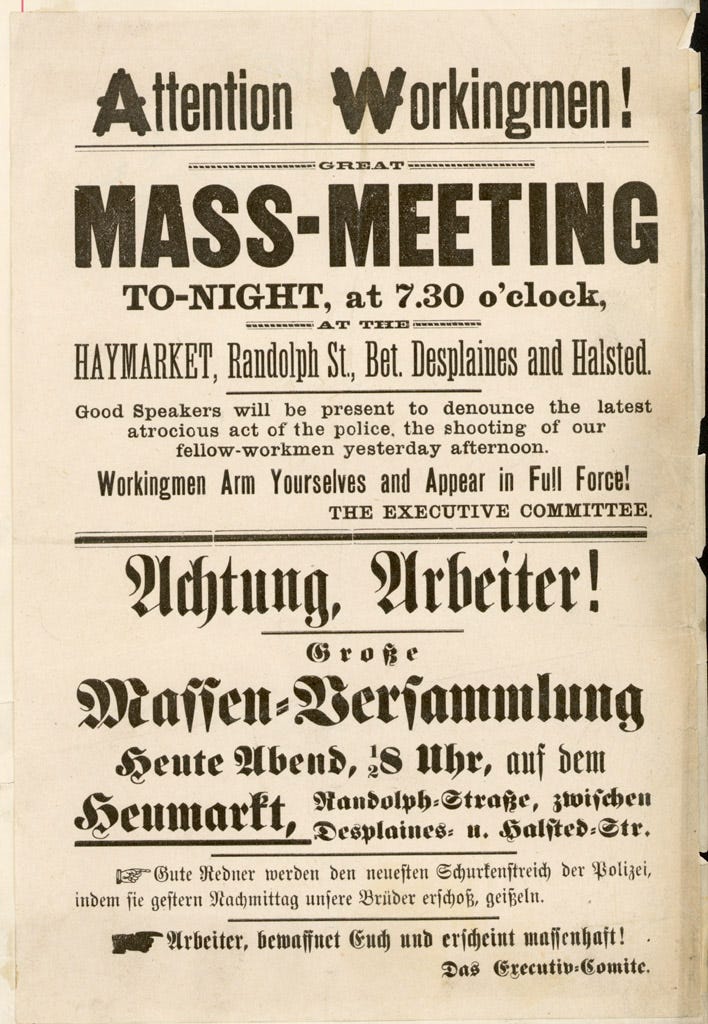 Attention Workingmen!
GREAT
MASS-MEETING
TO-NIGHT, at 7.30 o'clock,
AT THE
HAYMARKET, Randolph St., Bet. Desplaines and Halsted.
Good Speakers will be present to denounce the latest
atrocious act of the police, the shooting of our
fellow-workmen yesterday afternoon.
Workingmen Arm Yourselves and Appear in Full Force!
THE EXECUTIVE COMMITTEE.
Achtung, Arbeiter!
Große
Massen-Versammlung
Heute Abend, ½8 Uhr, auf dem
Heumarkt, Randolph-Straße, zwischen
Desplaines- u. Halsted-Str.
☞ Gute Redner werden den neuesten Schurkenstreich der Polizei,
indem sie gestern Nachmittag unsere Brüder erschoß, geißeln.
☛ Arbeiter, bewaffnet Euch und erscheint massenhaft!
Das Executiv-Comite.